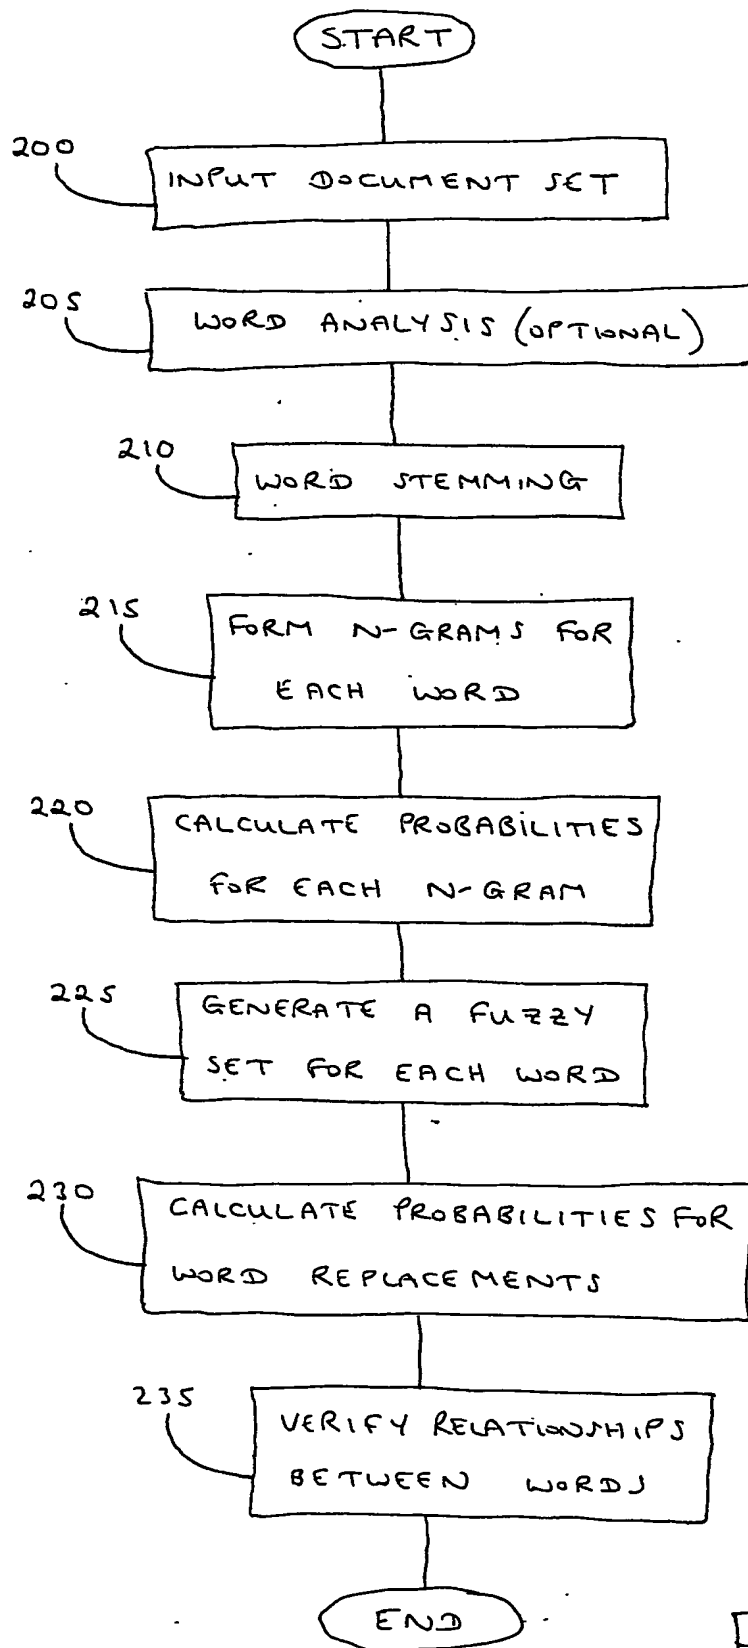 START
200
INPUT DOCUMENT SET
205
WORD ANALYSIS (OPTIONAL)
210
WORD STEMMING
215
FORM N-GRAMS FOR
EACH WORD
220
CALCULATE PROBABILITIES
FOR EACH N-GRAM
225
GENERATE A FUZZY
SET FOR EACH WORD
230
CALCULATE PROBABILITIES FOR
WORD REPLACEMENTS
235
VERIFY RELATIONSHIPS
BETWEEN WORDS
END